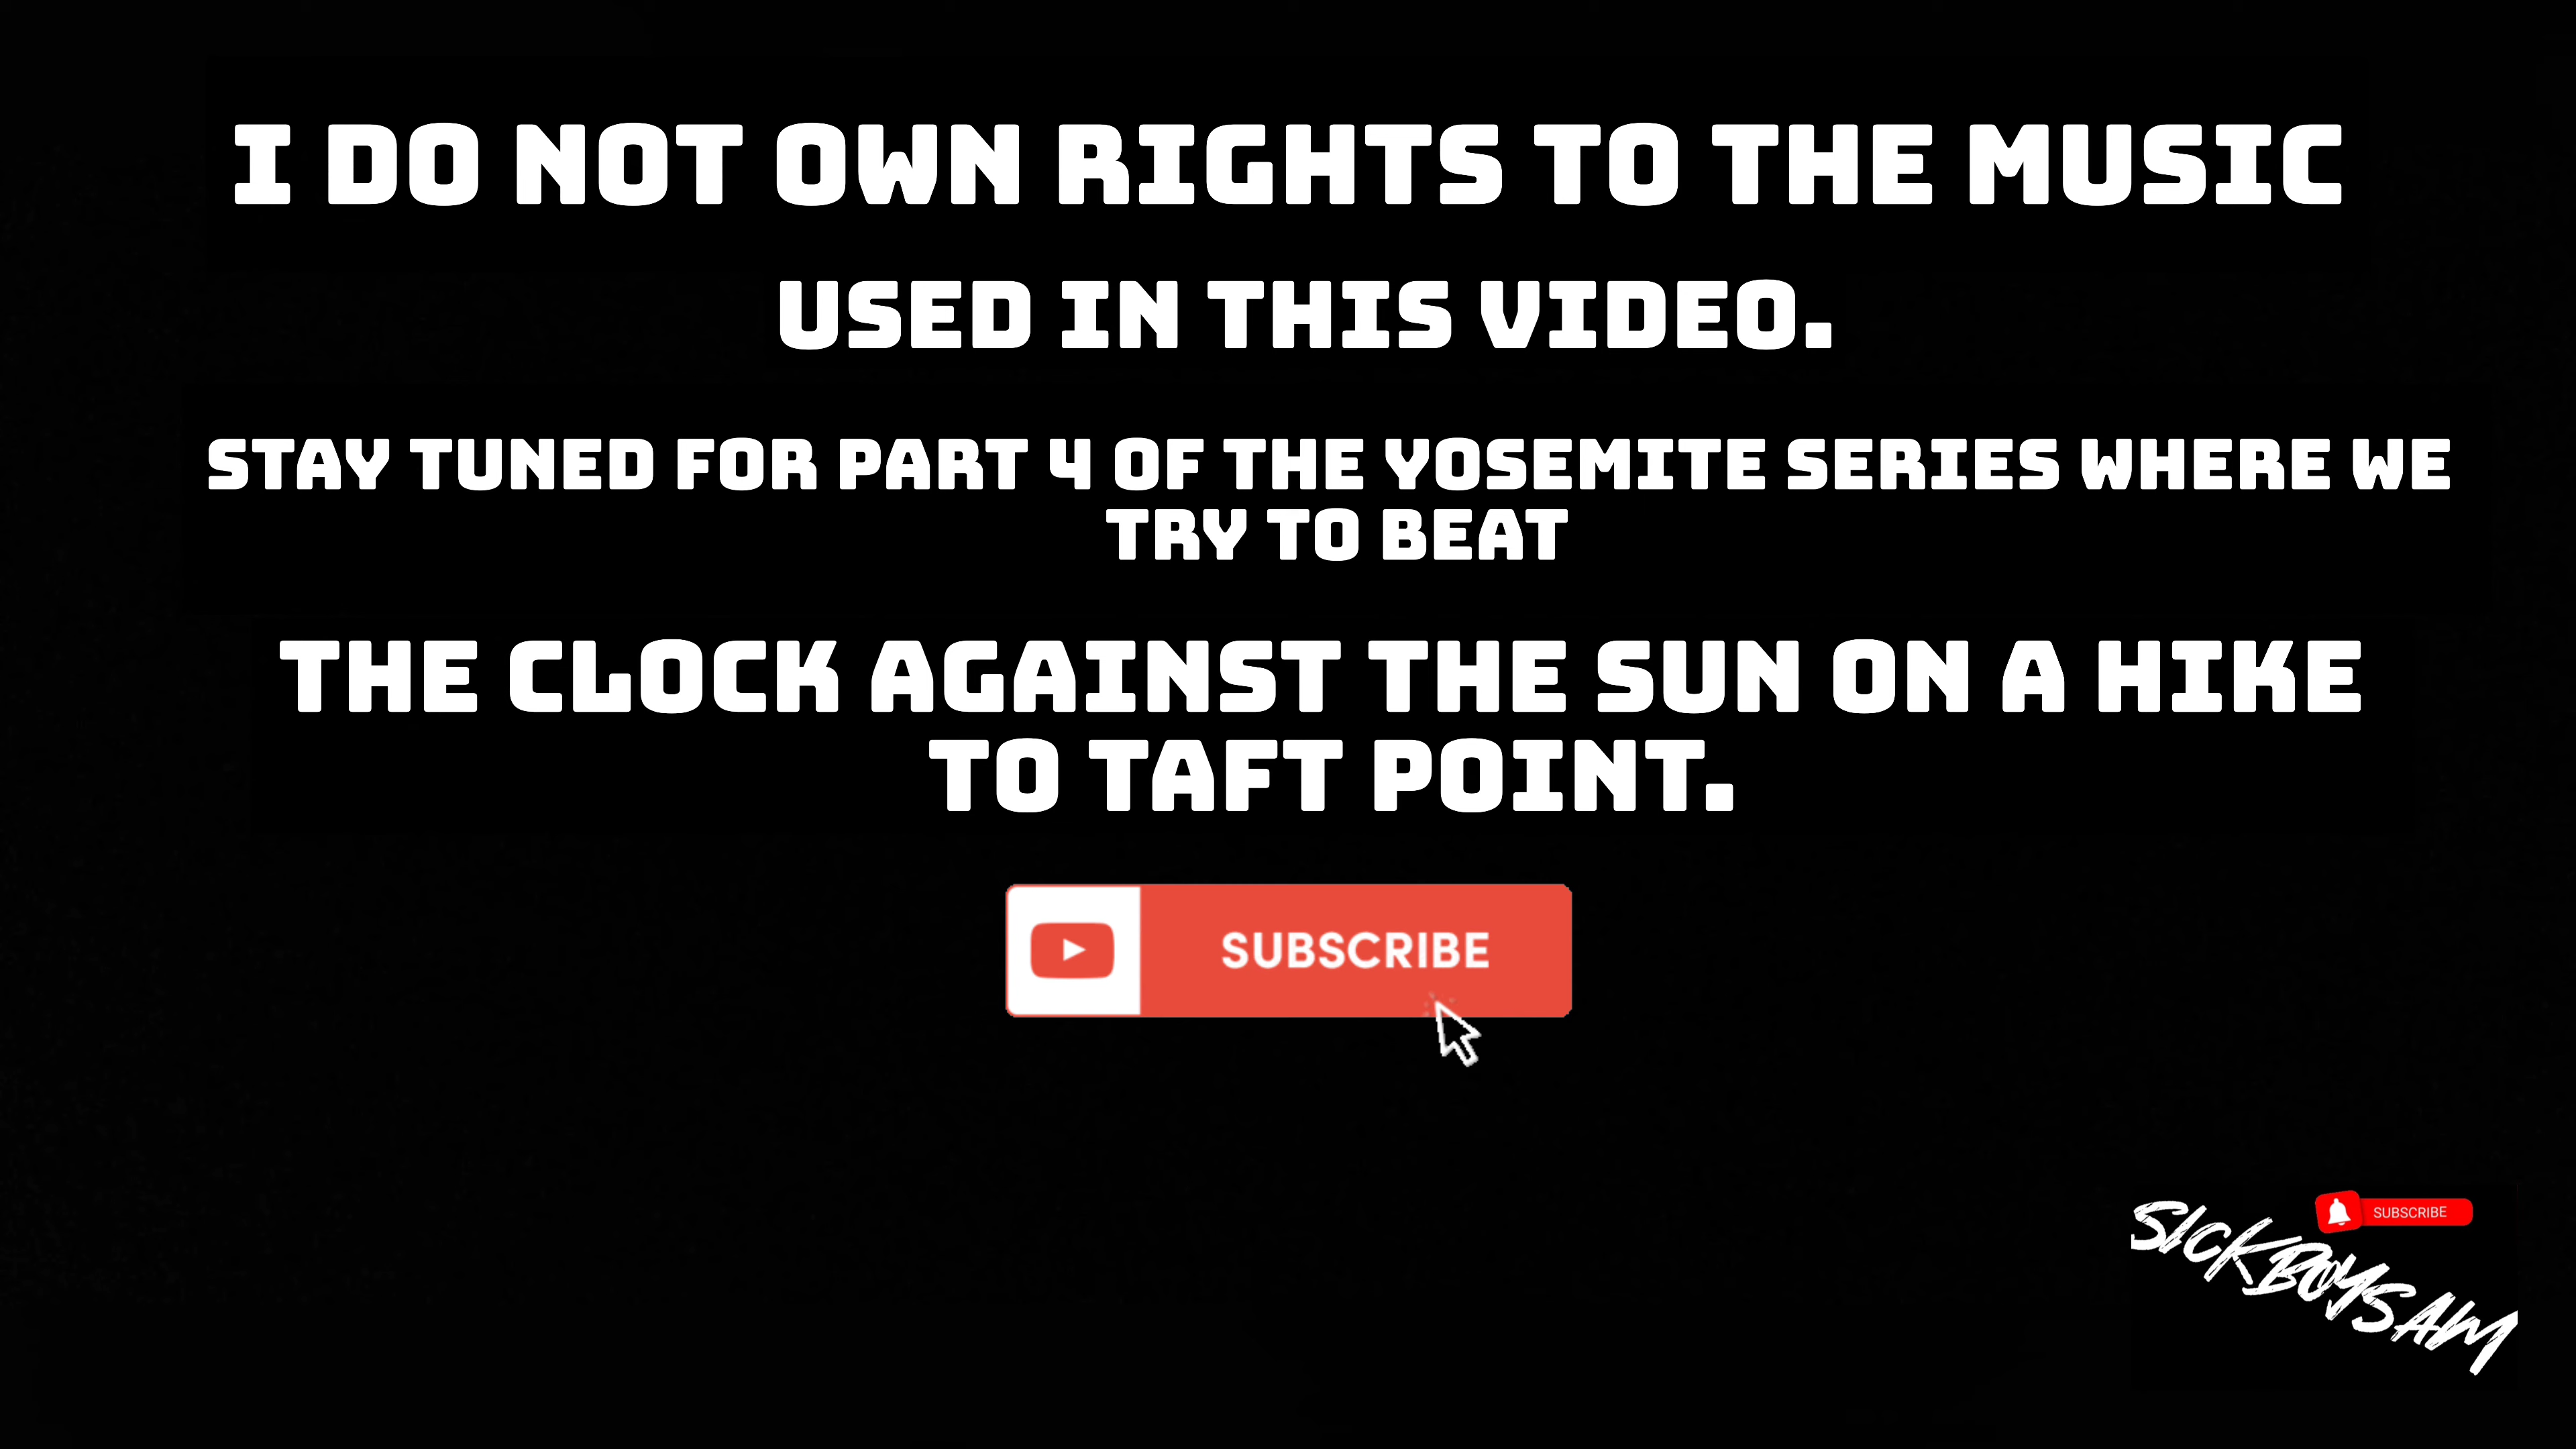 I DO NOT OWN RIGHTS TO THE MUSIC
USED IN THIS VIDEO.
STAY TUNED FOR PART 4 OF THE YOSEMITE SERIES WHERE WE
TRY TO BEAT
THE CLOCK AGAINST THE SUN ON A HIKE
TO TAFT POINT.
SUBSCRIBE
SUBSCRIBE
SICKBOYSAM